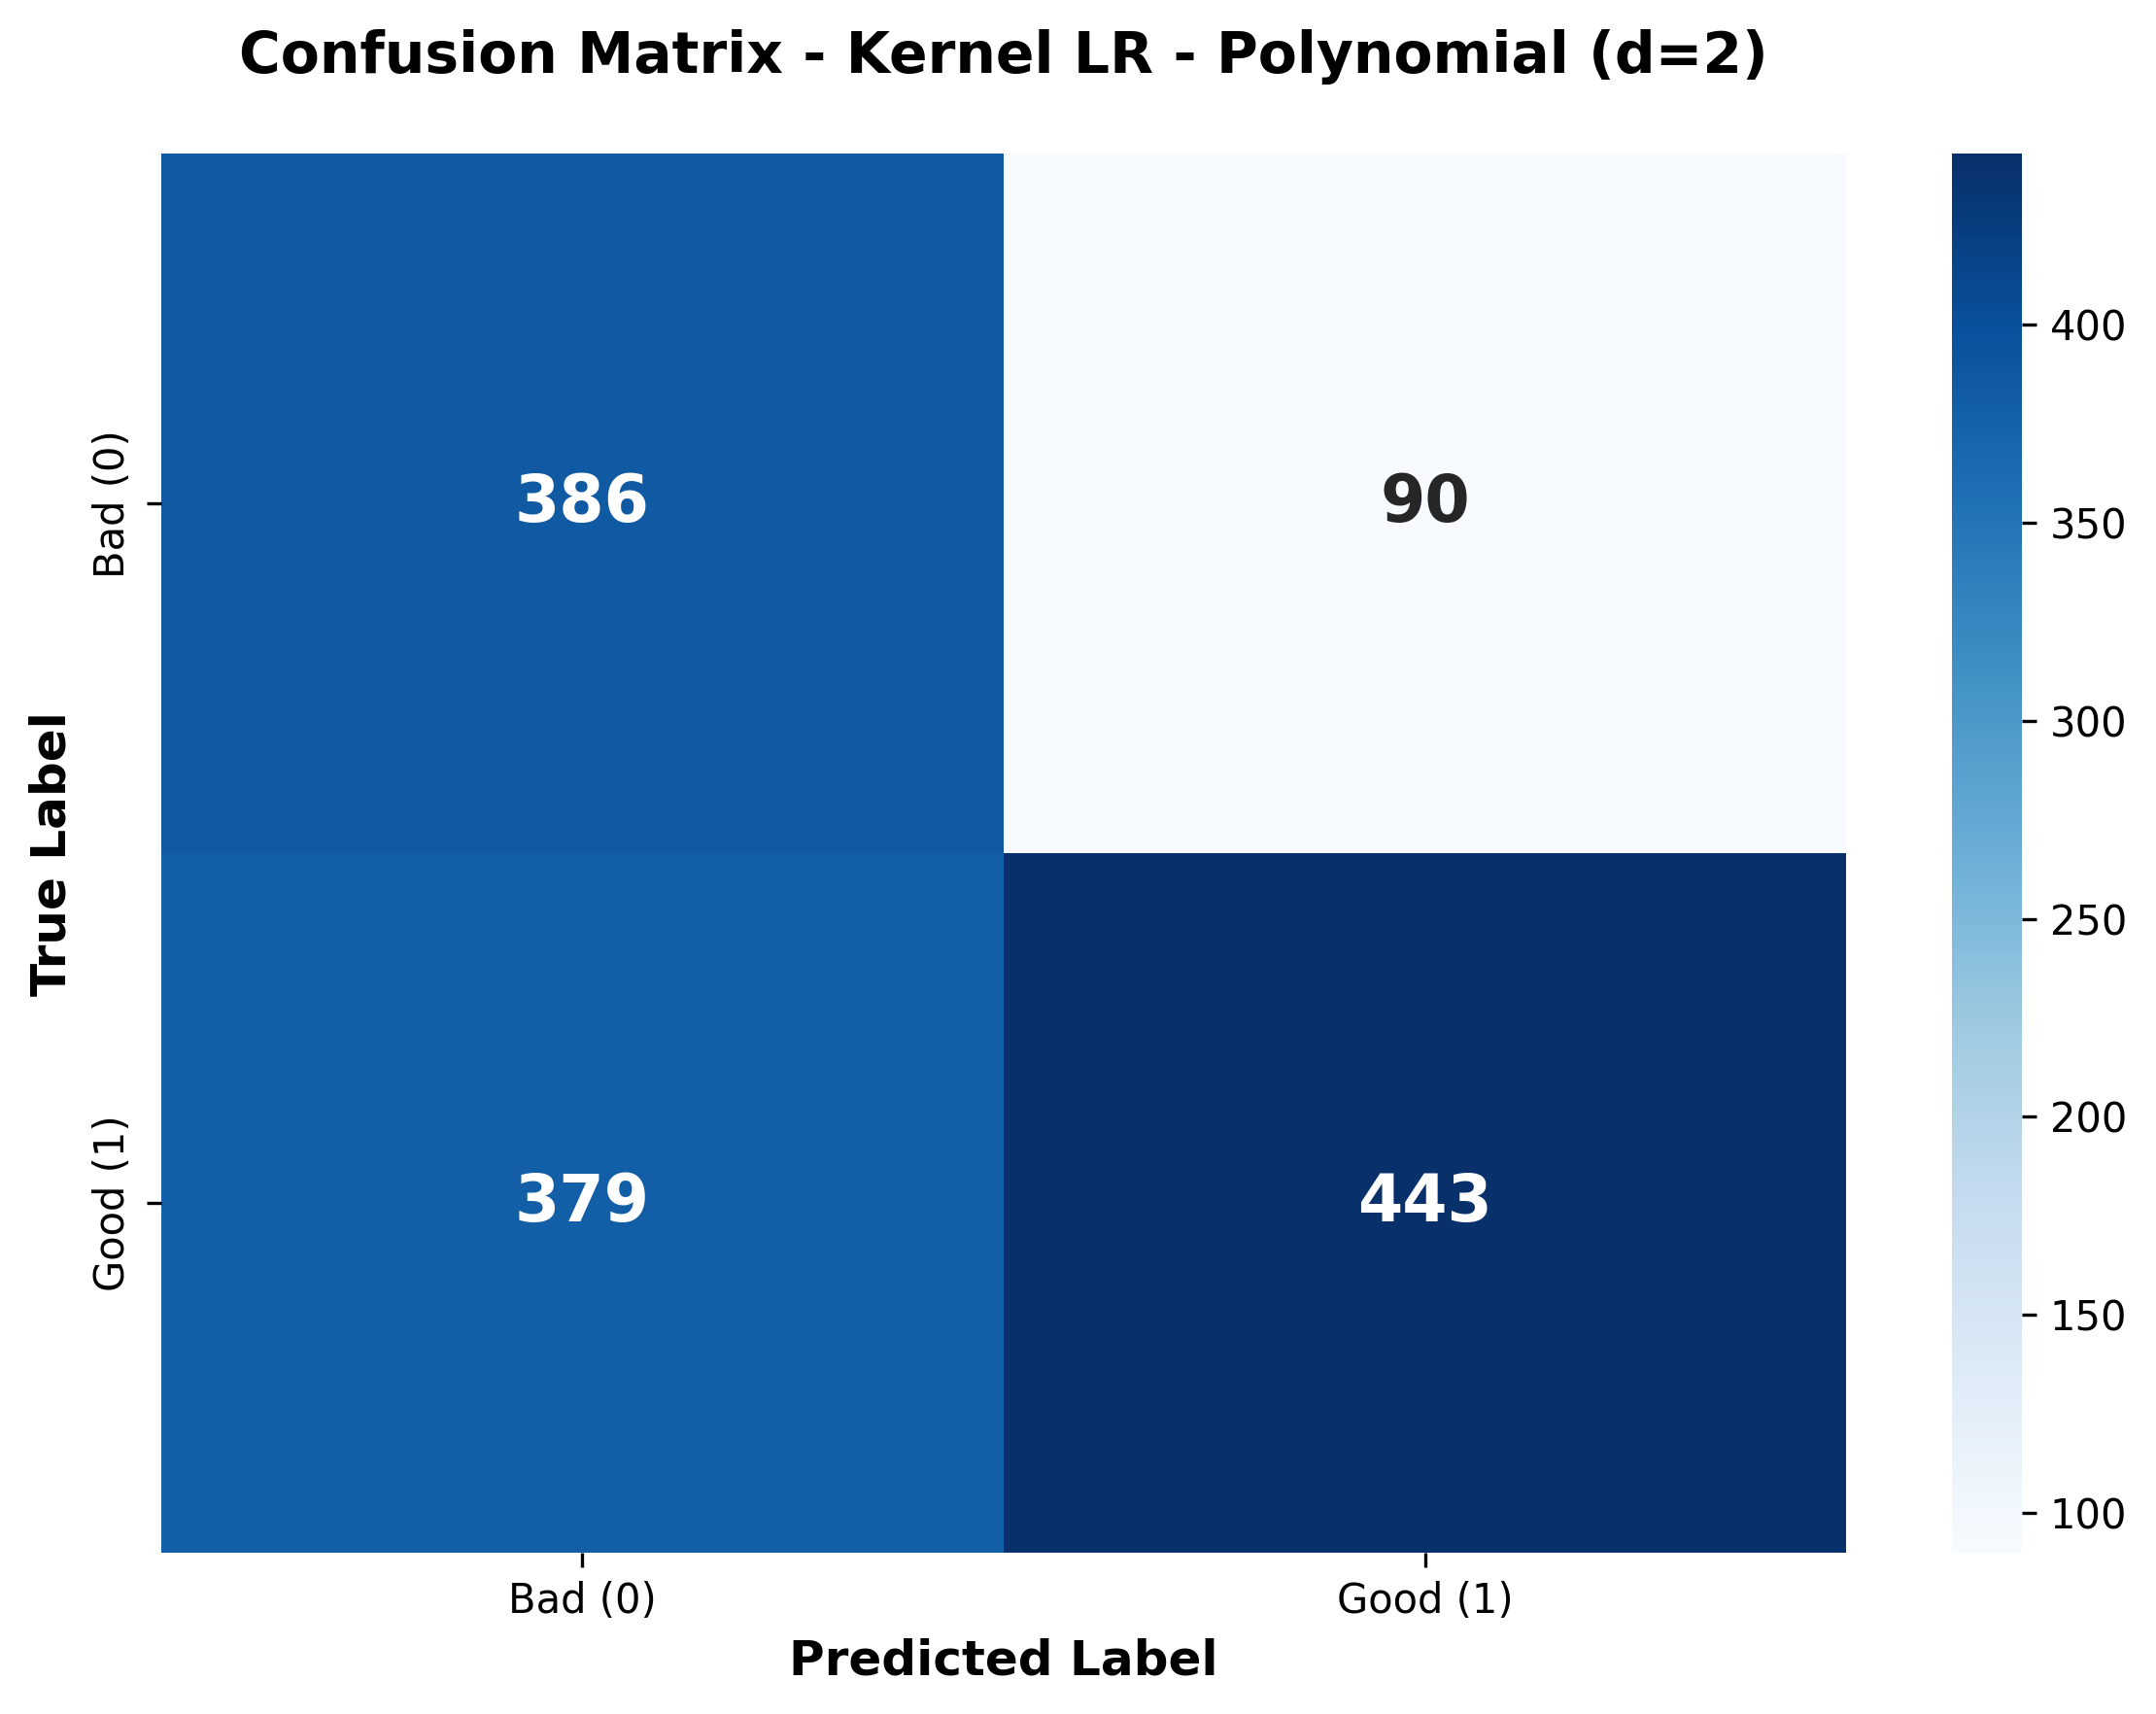 Confusion Matrix - Kernel LR - Polynomial (d=2)
True Label
Bad (0)
386
90
Good (1)
379
443
Bad (0)
Good (1)
Predicted Label
400
350
300
250
200
150
100